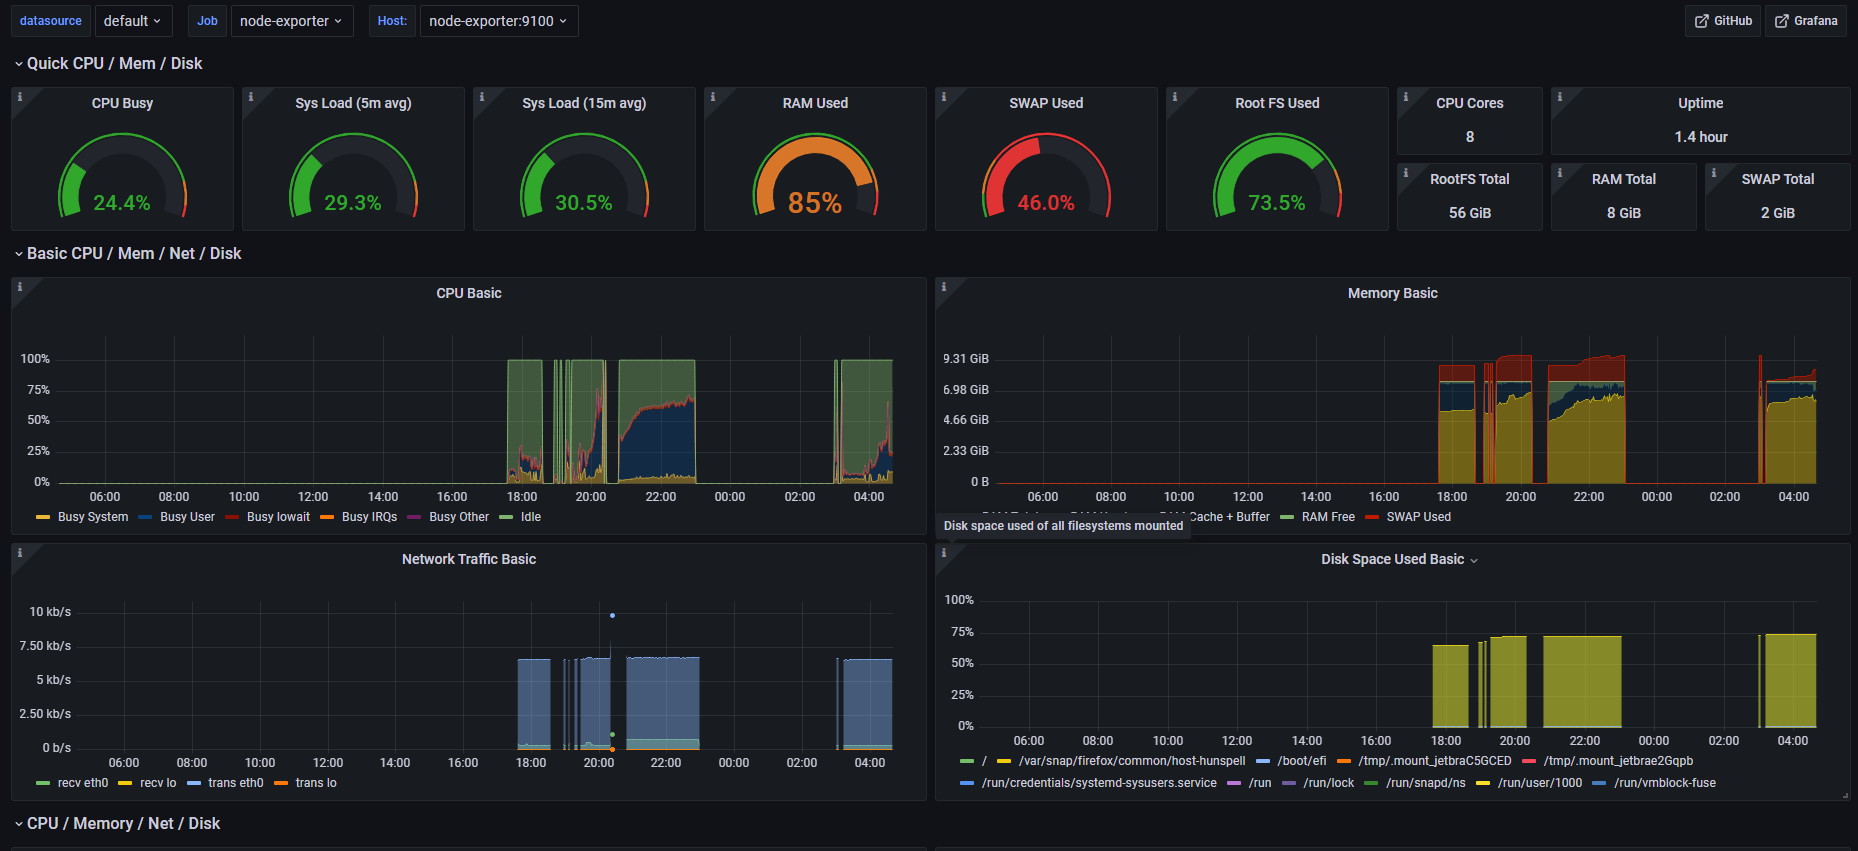 datasource default Job node-exporter Host: node-exporter:9100 GitHub Grafana
Quick CPU / Mem / Disk
CPU Busy
24.4%
Sys Load (5m avg)
29.3%
Sys Load (15m avg)
30.5%
RAM Used
85%
SWAP Used
46.0%
Root FS Used
73.5%
CPU Cores
8
Uptime
1.4 hour
RootFS Total
56 GiB
RAM Total
8 GiB
SWAP Total
2 GiB
Basic CPU / Mem / Net / Disk
CPU Basic
100%
75%
50%
25%
0%
06:00 08:00 10:00 12:00 14:00 16:00 18:00 20:00 22:00 00:00 02:00 04:00
Busy System Busy User Busy Iowait Busy IRQs Busy Other Idle
Memory Basic
9.31 GiB
6.98 GiB
4.66 GiB
2.33 GiB
0 B
06:00 08:00 10:00 12:00 14:00 16:00 18:00 20:00 22:00 00:00 02:00 04:00
Cache + Buffer RAM Free SWAP Used
Disk space used of all filesystems mounted
Network Traffic Basic
10 kb/s
7.50 kb/s
5 kb/s
2.50 kb/s
0 b/s
06:00 08:00 10:00 12:00 14:00 16:00 18:00 20:00 22:00 00:00 02:00 04:00
recv eth0 recv lo trans eth0 trans lo
Disk Space Used Basic
100%
75%
50%
25%
0%
06:00 08:00 10:00 12:00 14:00 16:00 18:00 20:00 22:00 00:00 02:00 04:00
/ /var/snap/firefox/common/host-hunspell /boot/efi /tmp/.mount_jetbraC5GCED /tmp/.mount_jetbrae2Gqpb
/run/credentials/systemd-sysusers.service /run /run/lock /run/snapd/ns /run/user/1000 /run/vmblock-fuse
CPU / Memory / Net / Disk